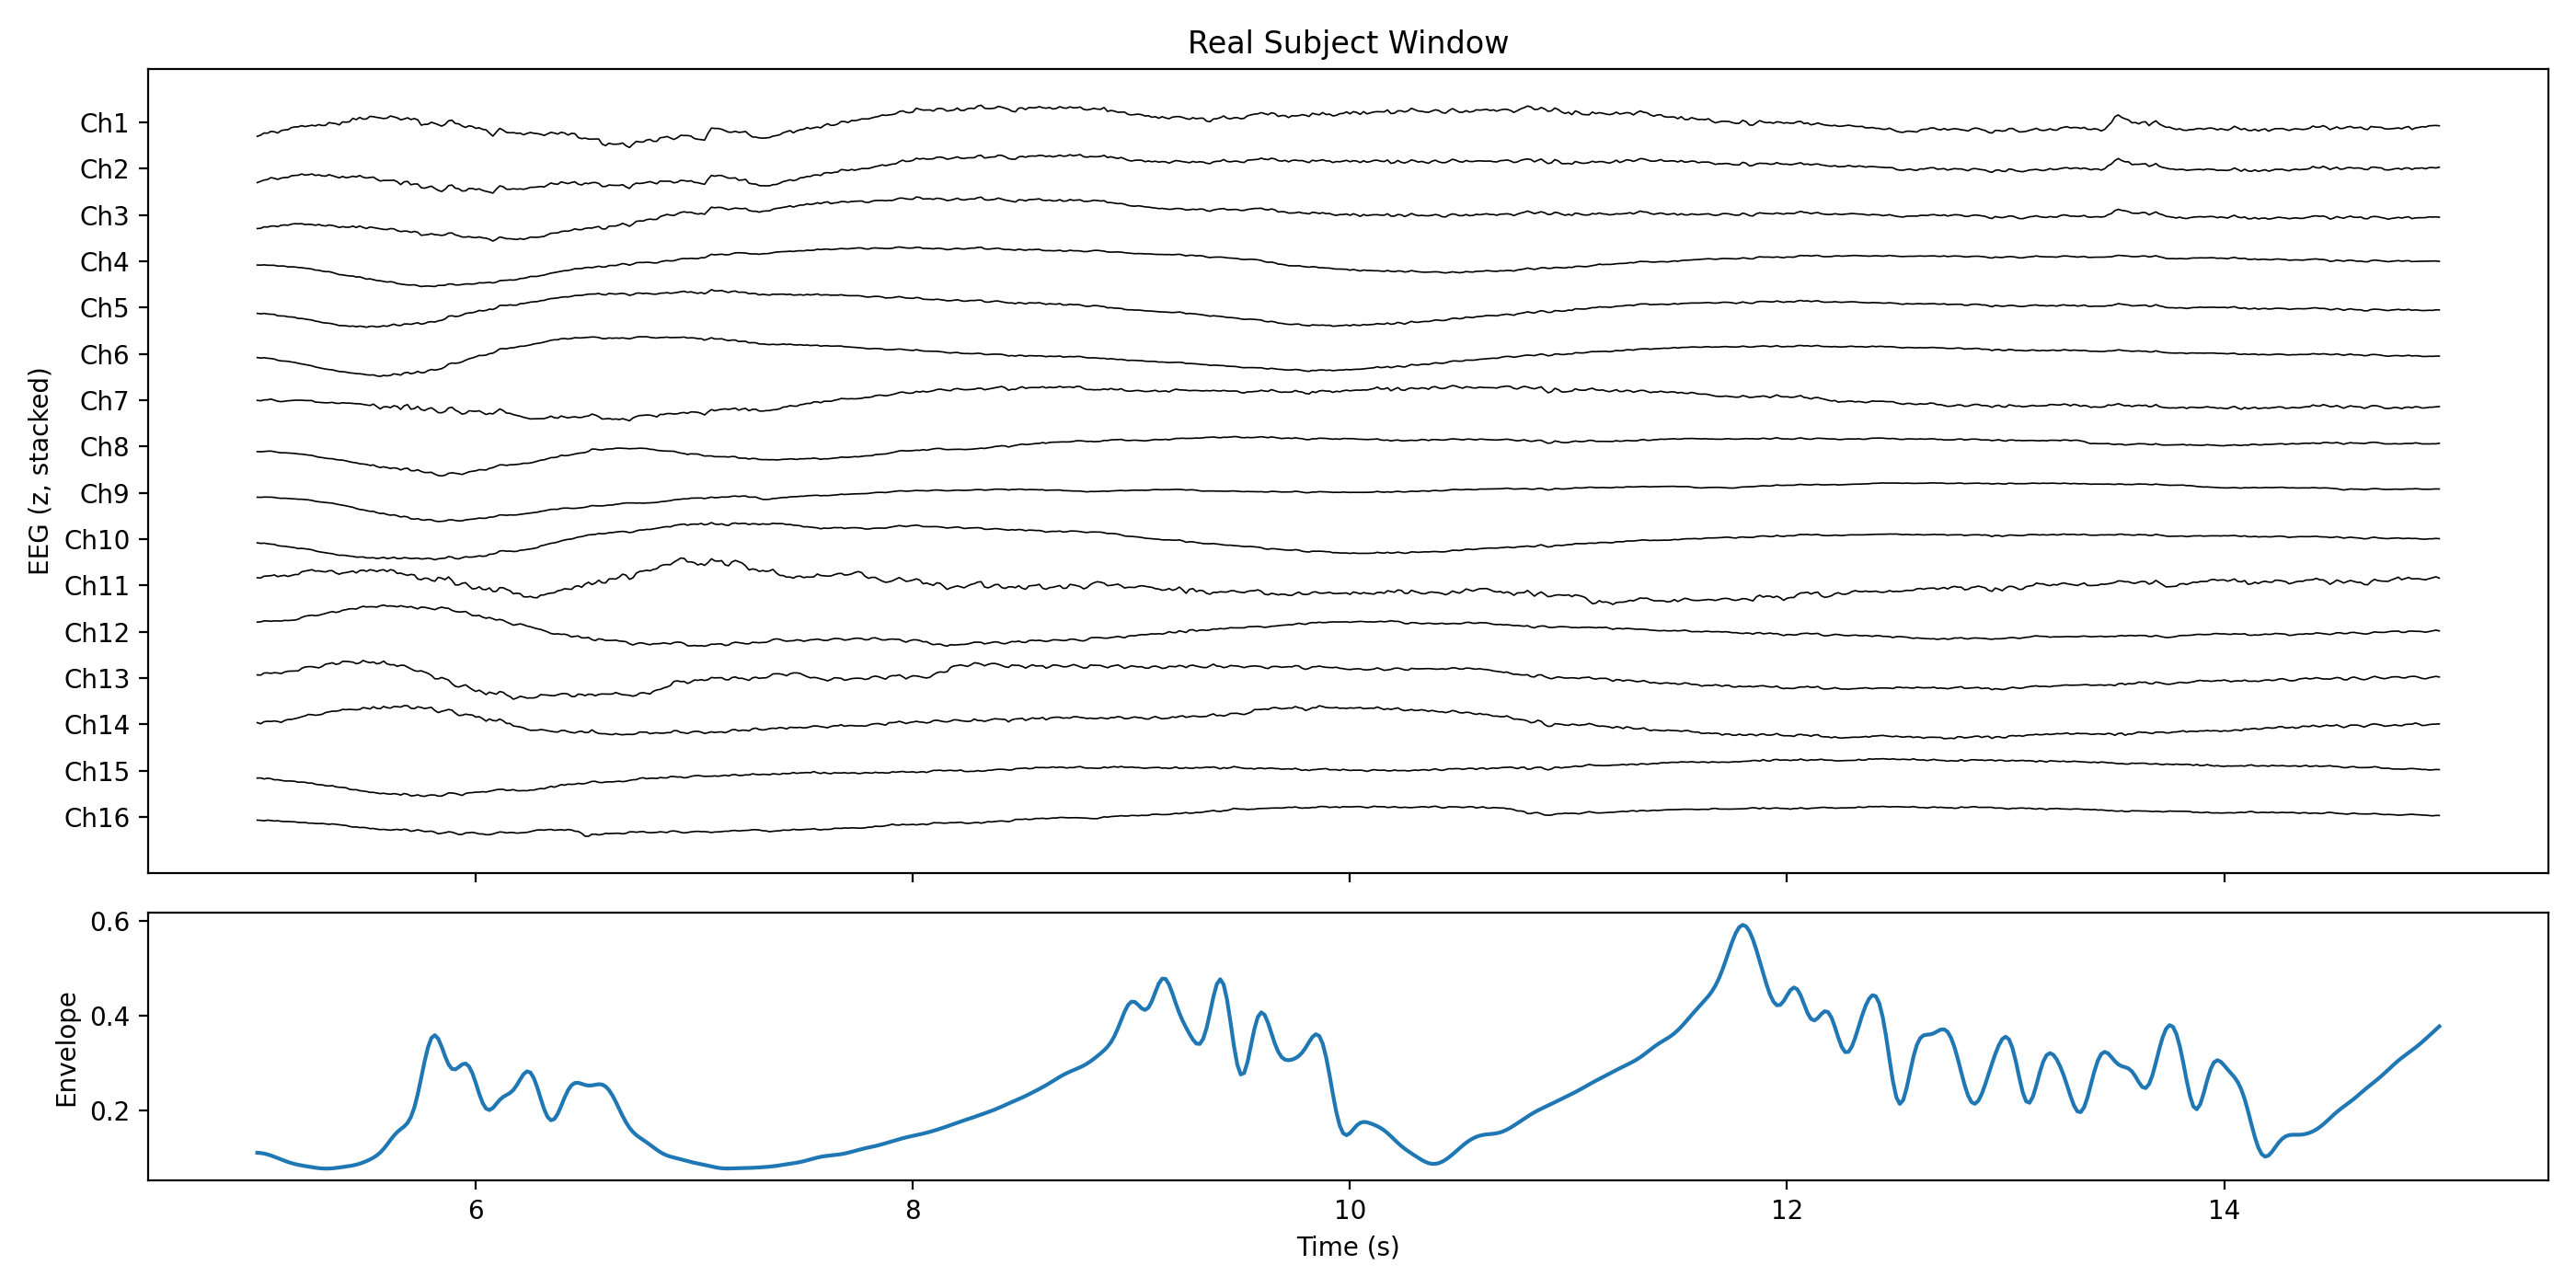 Real Subject Window
EEG (z, stacked)
Ch1
Ch2
Ch3
Ch4
Ch5
Ch6
Ch7
Ch8
Ch9
Ch10
Ch11
Ch12
Ch13
Ch14
Ch15
Ch16
Envelope
0.6
0.4
0.2
6 8 10 12 14
Time (s)